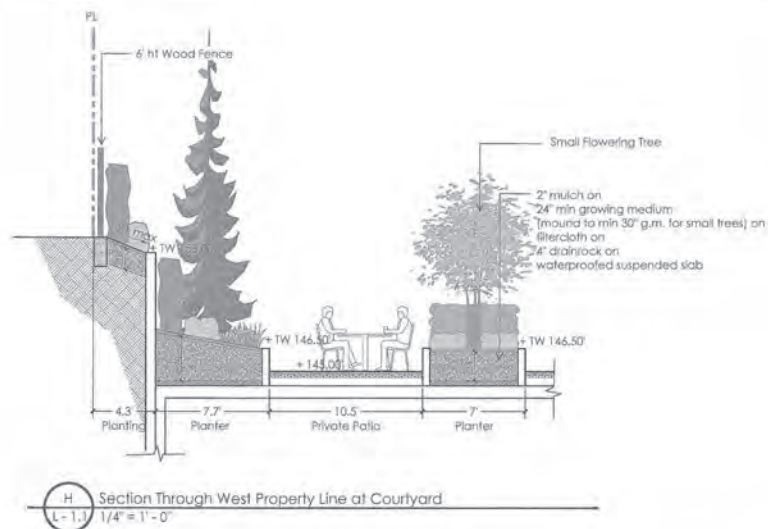 PL
6' ht Wood Fence
Small Flowering Tree
2" mulch on
24" min growing medium
(mound to min 30" g.m. for small trees) on
filtercloth on
4" drainrock on
waterproofed suspended slab
max
+ TW
+ TW 146.50'
+ TW 146.50'
+ 145.00'
4.3'
7.7'
10.5'
7'
Planting
Planter
Private Patio
Planter
H
Section Through West Property Line at Courtyard
L - 1.1
1/4" = 1' - 0"